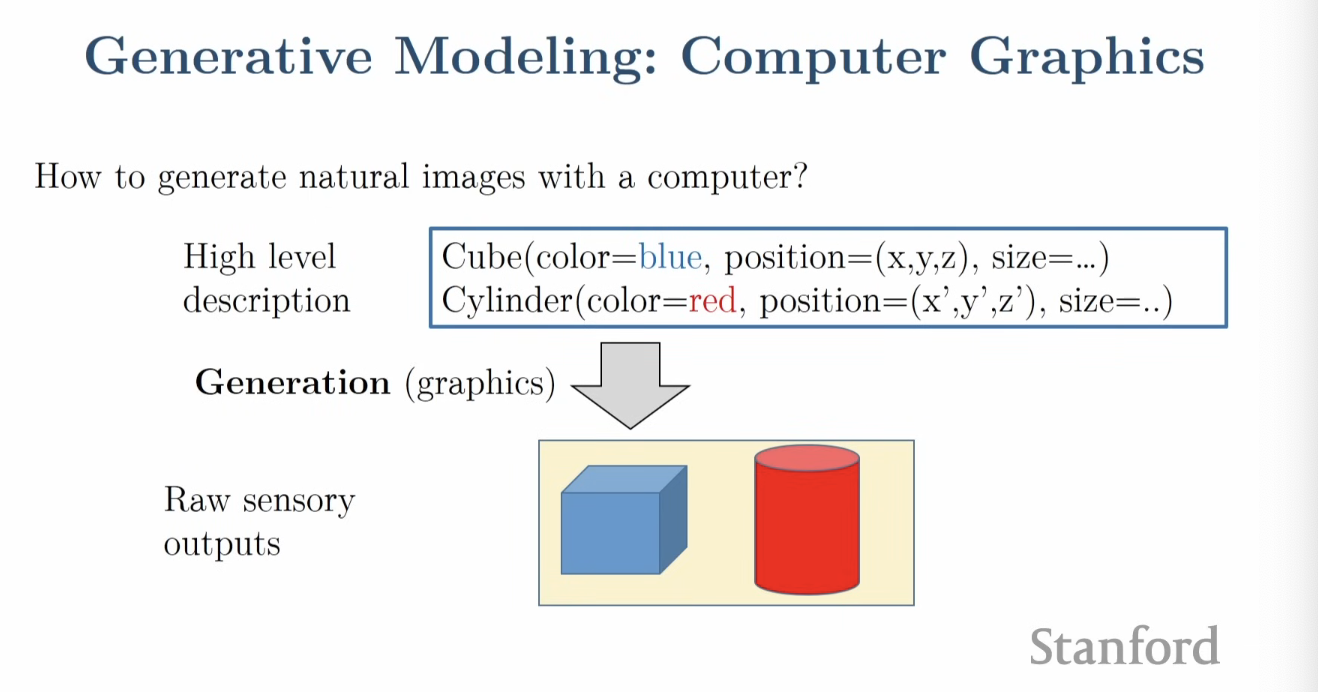 Generative Modeling: Computer Graphics
How to generate natural images with a computer?
High level
description
Cube(color=blue, position=(x,y,z), size=...)
Cylinder(color=red, position=(x’,y’,z’), size=..)
Generation (graphics)
Raw sensory
outputs
Stanford